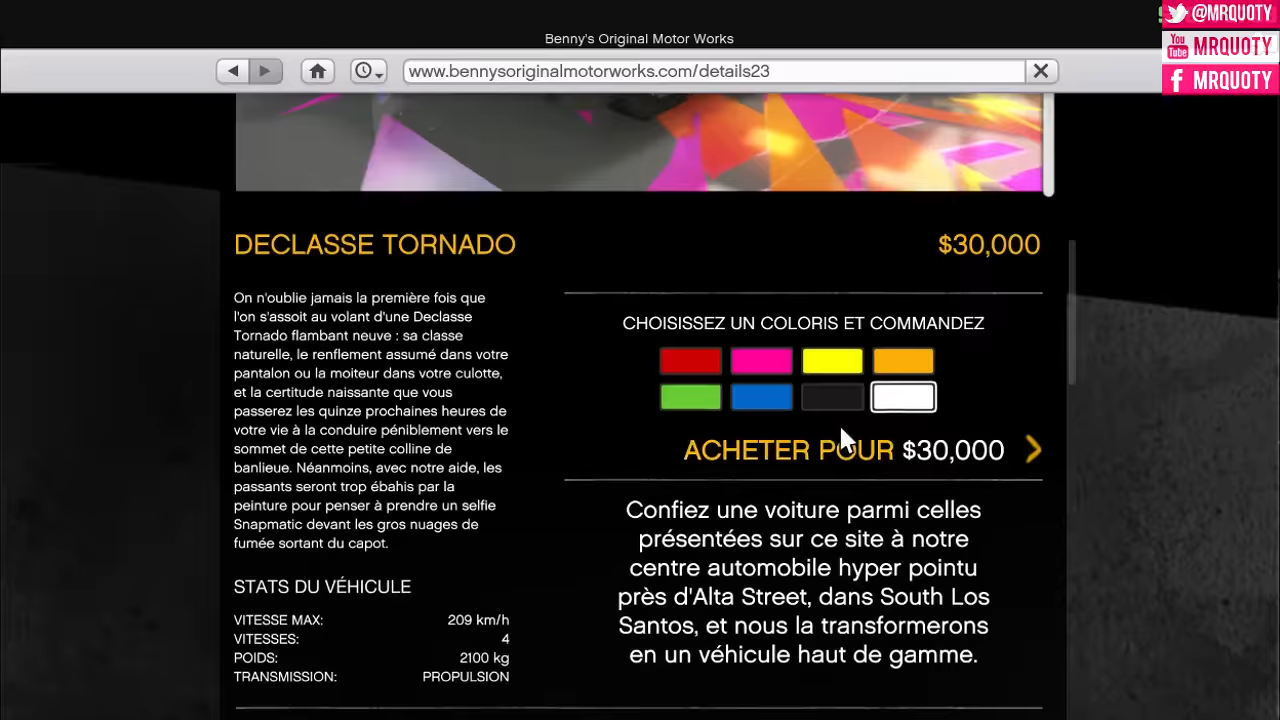 @MRQUOTY
Benny's Original Motor Works
You Tube MRQUOTY
www.bennysoriginalmotorworks.com/details23
f MRQUOTY
DECLASSE TORNADO
$30,000
On n'oublie jamais la première fois que
l'on s'assoit au volant d'une Declasse
Tornado flambant neuve : sa classe
naturelle, le renflement assumé dans votre
pantalon ou la moiteur dans votre culotte,
et la certitude naissante que vous
passerez les quinze prochaines heures de
votre vie à la conduire péniblement vers le
sommet de cette petite colline de
banlieue. Néanmoins, avec notre aide, les
passants seront trop ébahis par la
peinture pour penser à prendre un selfie
Snapmatic devant les gros nuages de
fumée sortant du capot.
STATS DU VÉHICULE
VITESSE MAX: 209 km/h
VITESSES: 4
POIDS: 2100 kg
TRANSMISSION: PROPULSION
CHOISISSEZ UN COLORIS ET COMMANDEZ
ACHETER POUR $30,000
Confiez une voiture parmi celles
présentées sur ce site à notre
centre automobile hyper pointu
près d'Alta Street, dans South Los
Santos, et nous la transformerons
en un véhicule haut de gamme.